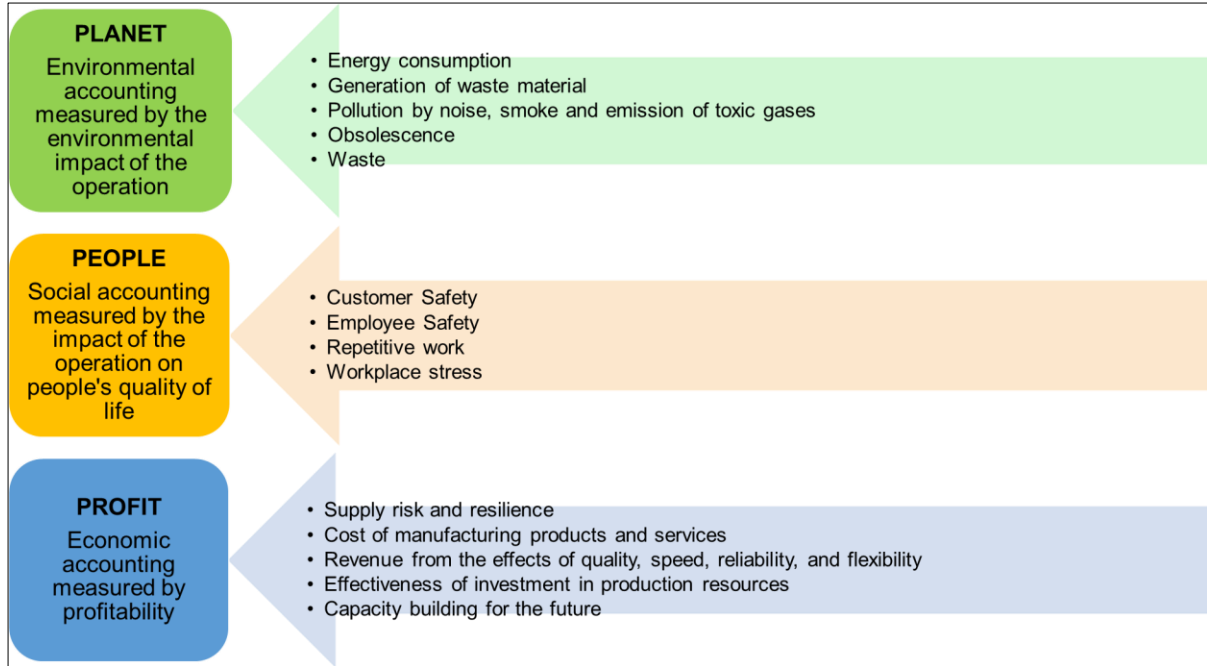 PLANET
Environmental
accounting
measured by the
environmental
impact of the
operation
• Energy consumption
• Generation of waste material
• Pollution by noise, smoke and emission of toxic gases
• Obsolescence
• Waste
PEOPLE
Social accounting
measured by the
impact of the
operation on
people's quality of
life
• Customer Safety
• Employee Safety
• Repetitive work
• Workplace stress
PROFIT
Economic
accounting
measured by
profitability
• Supply risk and resilience
• Cost of manufacturing products and services
• Revenue from the effects of quality, speed, reliability, and flexibility
• Effectiveness of investment in production resources
• Capacity building for the future